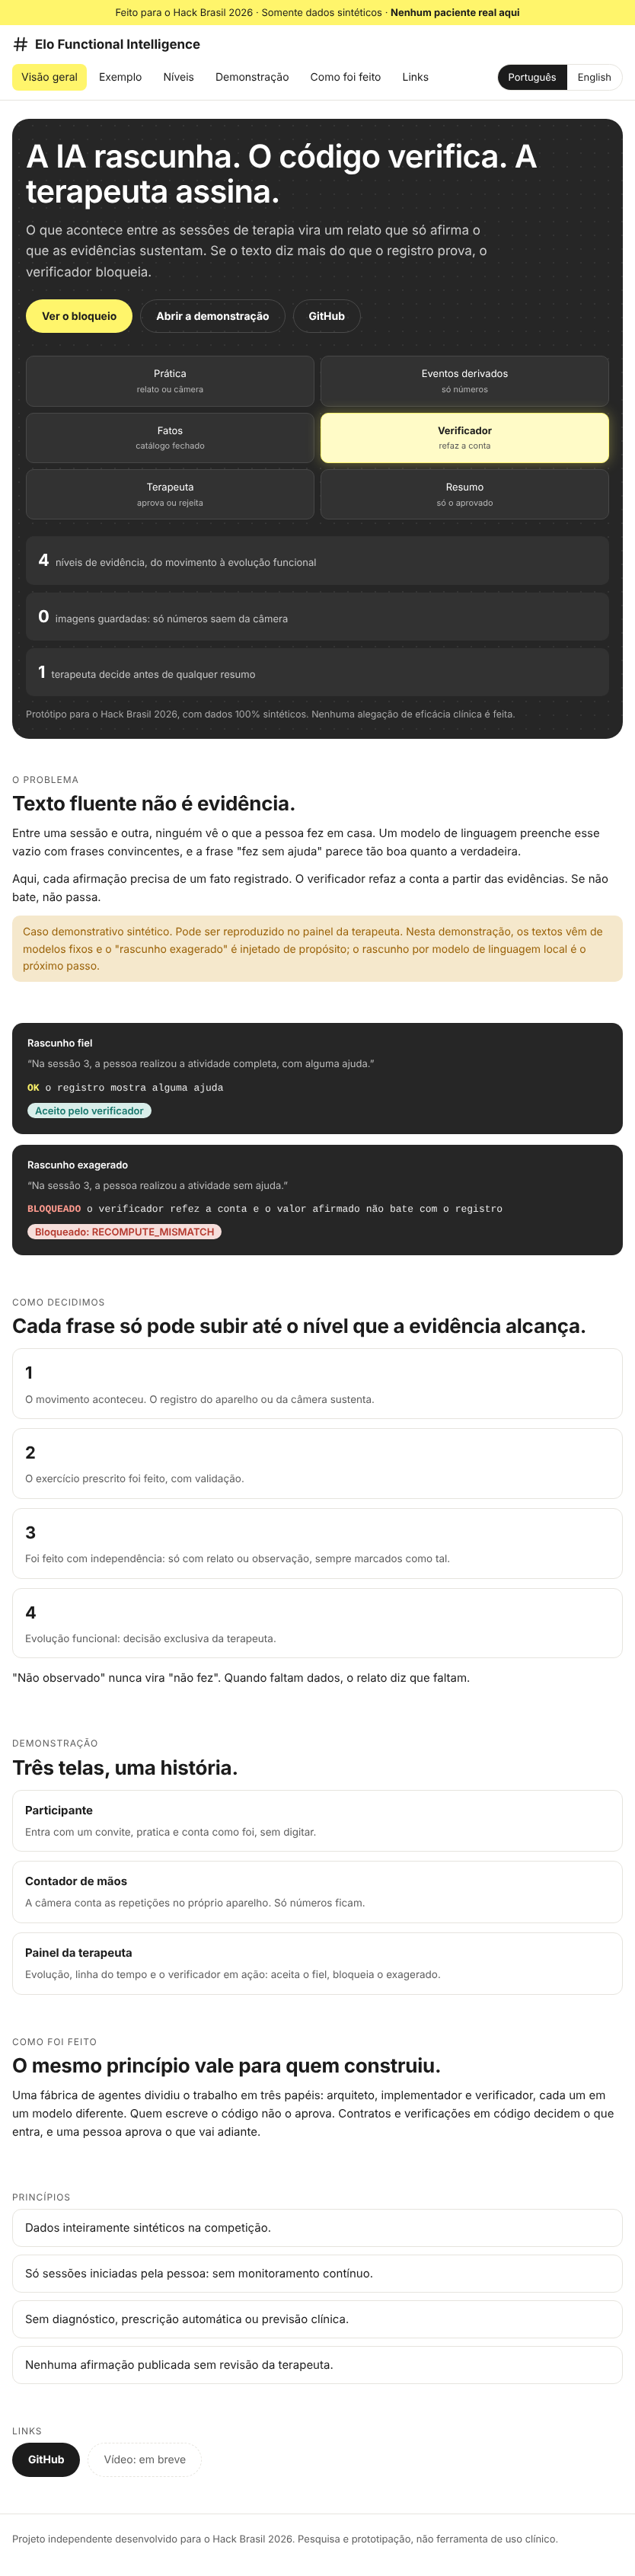 Feito para o Hack Brasil 2026 · Somente dados sintéticos · Nenhum paciente real aqui
Elo Functional Intelligence
Visão geral
Exemplo
Níveis
Demonstração
Como foi feito
Links
Português
English
A IA rascunha. O código verifica. A
terapeuta assina.
O que acontece entre as sessões de terapia vira um relato que só afirma o
que as evidências sustentam. Se o texto diz mais do que o registro prova, o
verificador bloqueia.
Ver o bloqueio
Abrir a demonstração
GitHub
Prática
relato ou câmera
Eventos derivados
só números
Fatos
catálogo fechado
Verificador
refaz a conta
Terapeuta
aprova ou rejeita
Resumo
só o aprovado
4 níveis de evidência, do movimento à evolução funcional
0 imagens guardadas: só números saem da câmera
1 terapeuta decide antes de qualquer resumo
Protótipo para o Hack Brasil 2026, com dados 100% sintéticos. Nenhuma alegação de eficácia clínica é feita.
O PROBLEMA
Texto fluente não é evidência.
Entre uma sessão e outra, ninguém vê o que a pessoa fez em casa. Um modelo de linguagem preenche esse
vazio com frases convincentes, e a frase "fez sem ajuda" parece tão boa quanto a verdadeira.
Aqui, cada afirmação precisa de um fato registrado. O verificador refaz a conta a partir das evidências. Se não
bate, não passa.
Caso demonstrativo sintético. Pode ser reproduzido no painel da terapeuta. Nesta demonstração, os textos vêm de
modelos fixos e o "rascunho exagerado" é injetado de propósito; o rascunho por modelo de linguagem local é o
próximo passo.
Rascunho fiel
“Na sessão 3, a pessoa realizou a atividade completa, com alguma ajuda.”
OK o registro mostra alguma ajuda
Aceito pelo verificador
Rascunho exagerado
“Na sessão 3, a pessoa realizou a atividade sem ajuda.”
BLOQUEADO o verificador refez a conta e o valor afirmado não bate com o registro
Bloqueado: RECOMPUTE_MISMATCH
COMO DECIDIMOS
Cada frase só pode subir até o nível que a evidência alcança.
1
O movimento aconteceu. O registro do aparelho ou da câmera sustenta.
2
O exercício prescrito foi feito, com validação.
3
Foi feito com independência: só com relato ou observação, sempre marcados como tal.
4
Evolução funcional: decisão exclusiva da terapeuta.
"Não observado" nunca vira "não fez". Quando faltam dados, o relato diz que faltam.
DEMONSTRAÇÃO
Três telas, uma história.
Participante
Entra com um convite, pratica e conta como foi, sem digitar.
Contador de mãos
A câmera conta as repetições no próprio aparelho. Só números ficam.
Painel da terapeuta
Evolução, linha do tempo e o verificador em ação: aceita o fiel, bloqueia o exagerado.
COMO FOI FEITO
O mesmo princípio vale para quem construiu.
Uma fábrica de agentes dividiu o trabalho em três papéis: arquiteto, implementador e verificador, cada um em
um modelo diferente. Quem escreve o código não o aprova. Contratos e verificações em código decidem o que
entra, e uma pessoa aprova o que vai adiante.
PRINCÍPIOS
Dados inteiramente sintéticos na competição.
Só sessões iniciadas pela pessoa: sem monitoramento contínuo.
Sem diagnóstico, prescrição automática ou previsão clínica.
Nenhuma afirmação publicada sem revisão da terapeuta.
LINKS
GitHub
Vídeo: em breve
Projeto independente desenvolvido para o Hack Brasil 2026. Pesquisa e prototipação, não ferramenta de uso clínico.